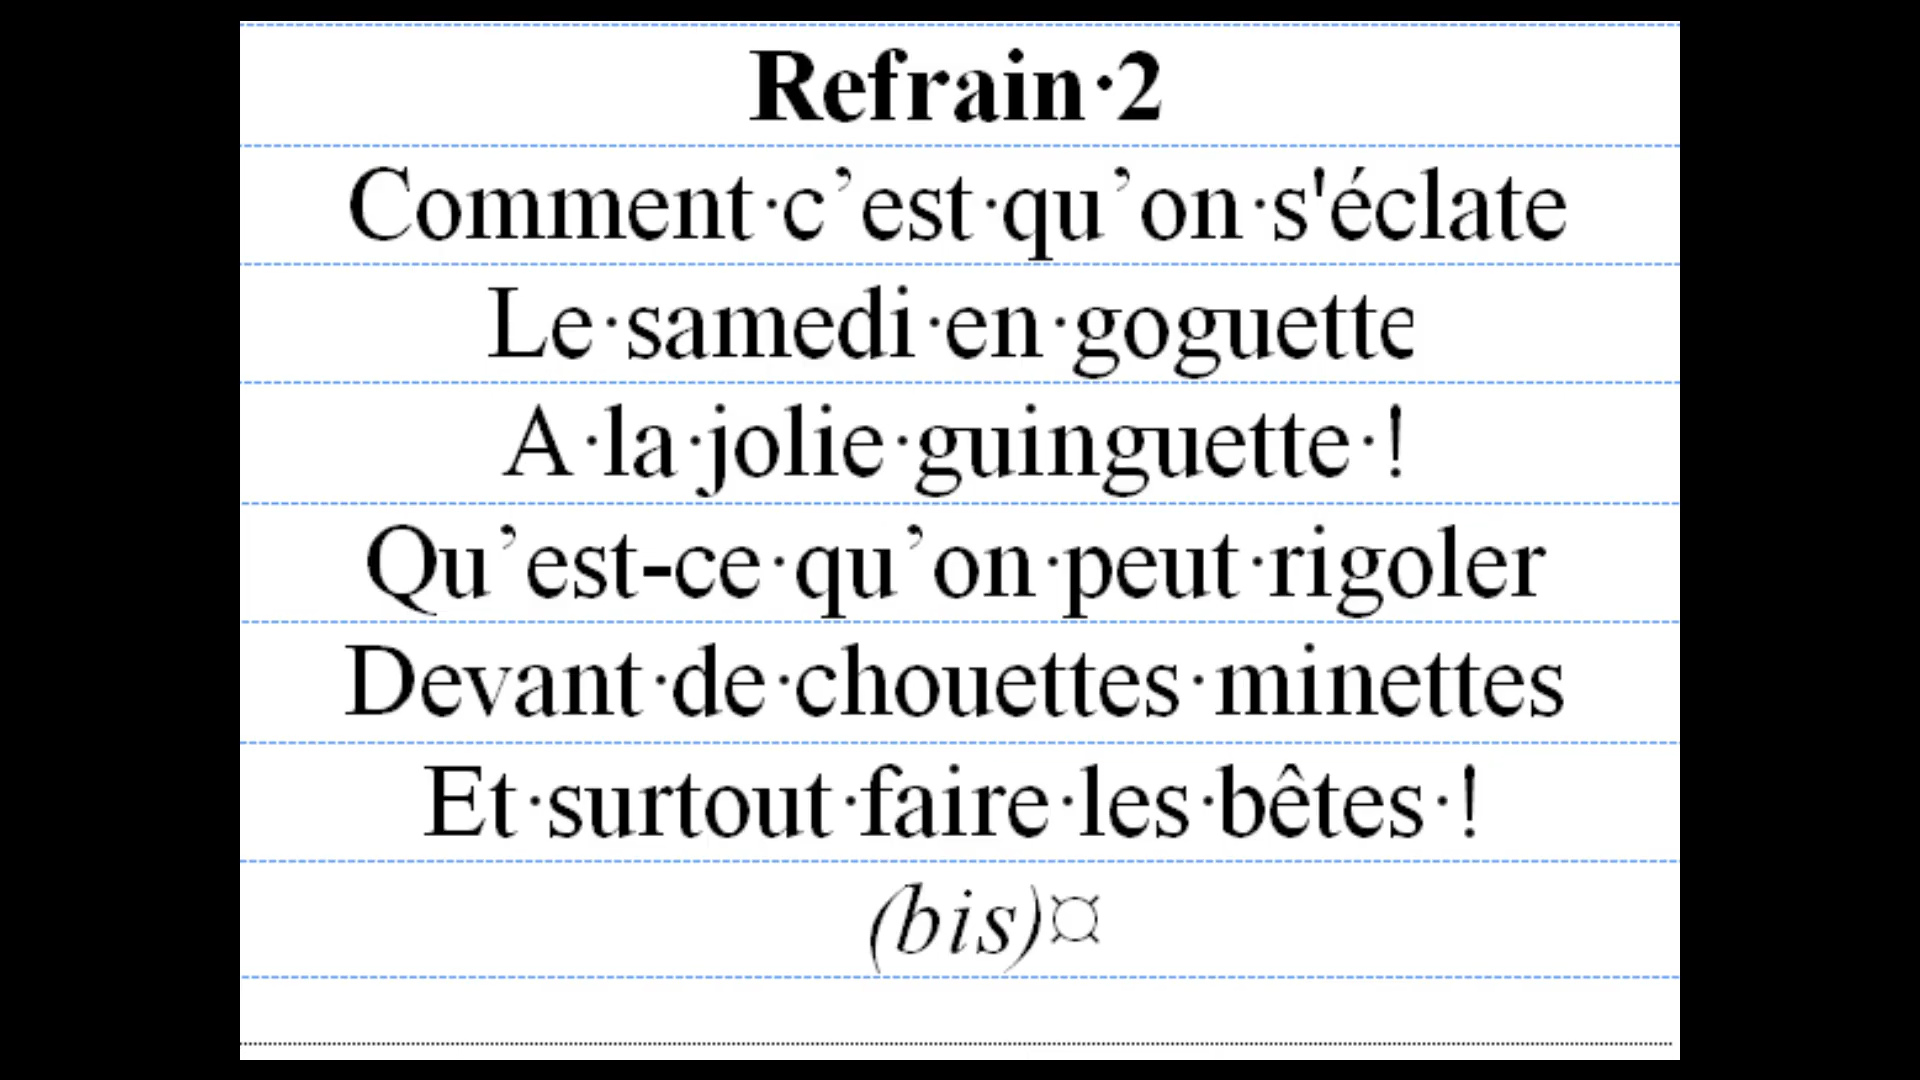 Refrain·2
Comment·c’est·qu’on·s'éclate
Le·samedi·en·goguette
A·la·jolie·guinguette·!
Qu’est-ce·qu’on·peut·rigoler
Devant·de·chouettes·minettes
Et·surtout·faire·les·bêtes·!
(bis)¤